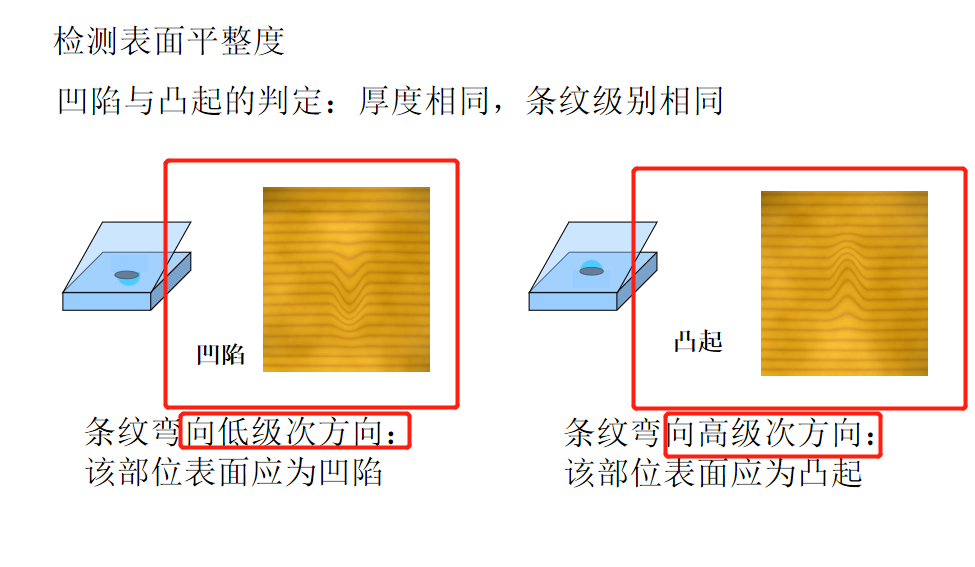 检测表面平整度
凹陷与凸起的判定：厚度相同，条纹级别相同
凹陷
凸起
条纹弯向低级次方向：
该部位表面应为凹陷
条纹弯向高级次方向：
该部位表面应为凸起